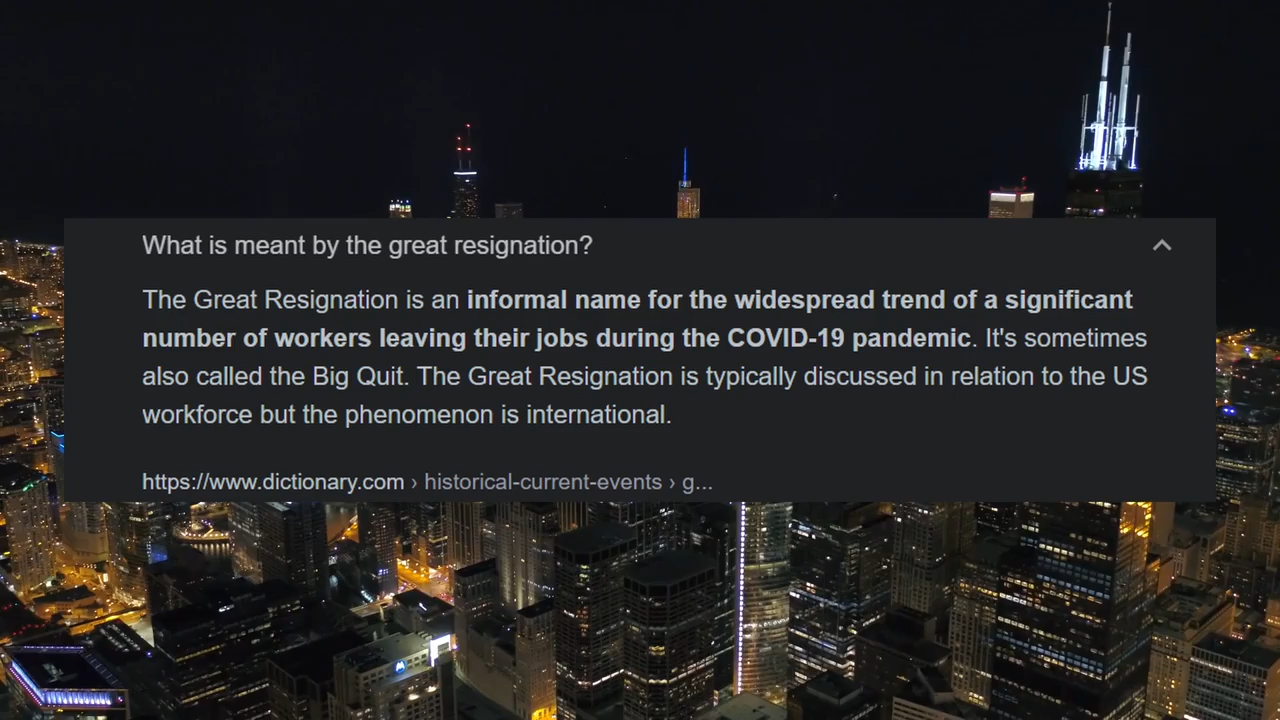 What is meant by the great resignation?
The Great Resignation is an informal name for the widespread trend of a significant
number of workers leaving their jobs during the COVID-19 pandemic. It's sometimes
also called the Big Quit. The Great Resignation is typically discussed in relation to the US
workforce but the phenomenon is international.
https://www.dictionary.com › historical-current-events › g...